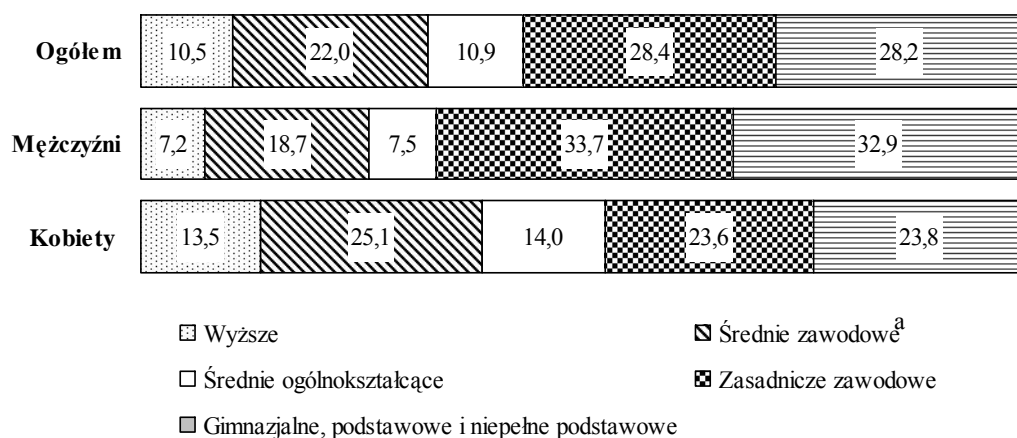 Ogółem 10,5 22,0 10,9 28,4 28,2
Mężczyźni 7,2 18,7 7,5 33,7 32,9
Kobiety 13,5 25,1 14,0 23,6 23,8
Wyższe Średnie zawodowe a
Średnie ogólnokształcące Zasadnicze zawodowe
Gimnazjalne, podstawowe i niepełne podstawowe